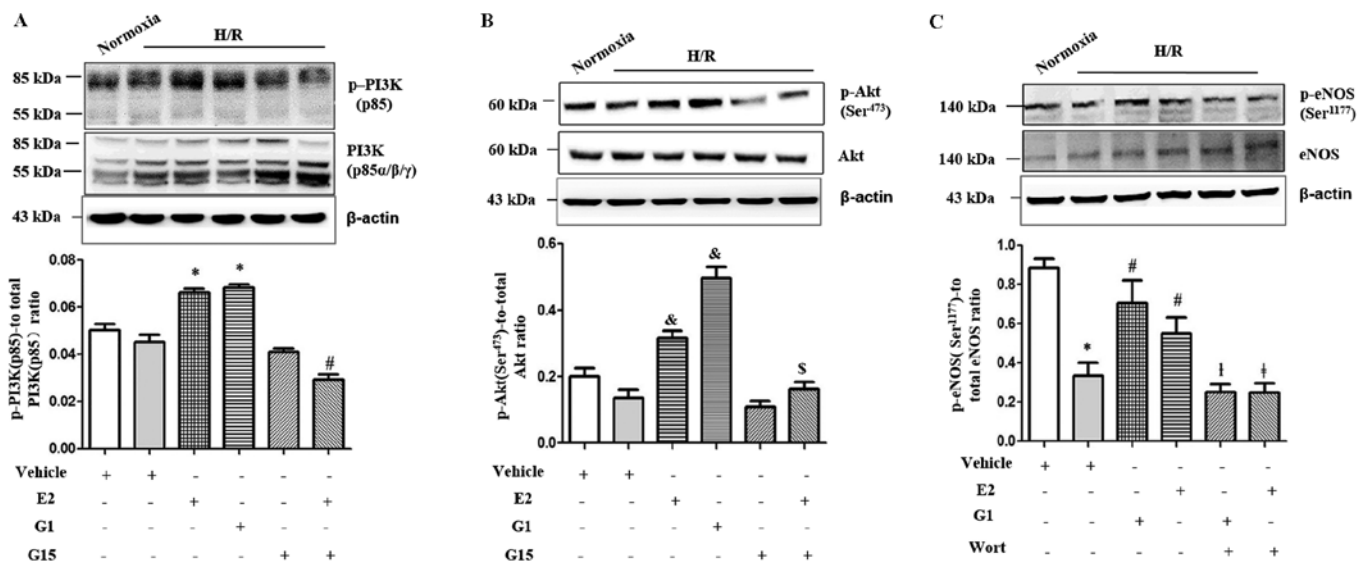 A
Normoxia
H/R
85 kDa
p-PI3K
(p85)
55 kDa
85 kDa
PI3K
(p85α/β/γ)
55 kDa
43 kDa
β-actin
p-PI3K(p85)-to total
PI3K(p85) ratio
0.08
0.06
0.04
0.02
0.00
* * #
Vehicle + + - - - -
E2 - - + - - +
G1 - - - + - -
G15 - - - - + +
B
Normoxia
H/R
60 kDa
p-Akt
(Ser473)
60 kDa
Akt
43 kDa
β-actin
p-Akt(Ser473)-to-total
Akt ratio
0.6
0.4
0.2
0.0
& & $
Vehicle + + - - - -
E2 - - + - - +
G1 - - - + - -
G15 - - - - + +
C
Normoxia
H/R
140 kDa
p-eNOS
(Ser1177)
140 kDa
eNOS
43 kDa
β-actin
p-eNOS( Ser1177)-to
total eNOS ratio
1.0
0.8
0.6
0.4
0.2
0.0
* # # ‡ ‡
Vehicle + + - - - -
E2 - - - + - +
G1 - - + - + -
Wort - - - - + +